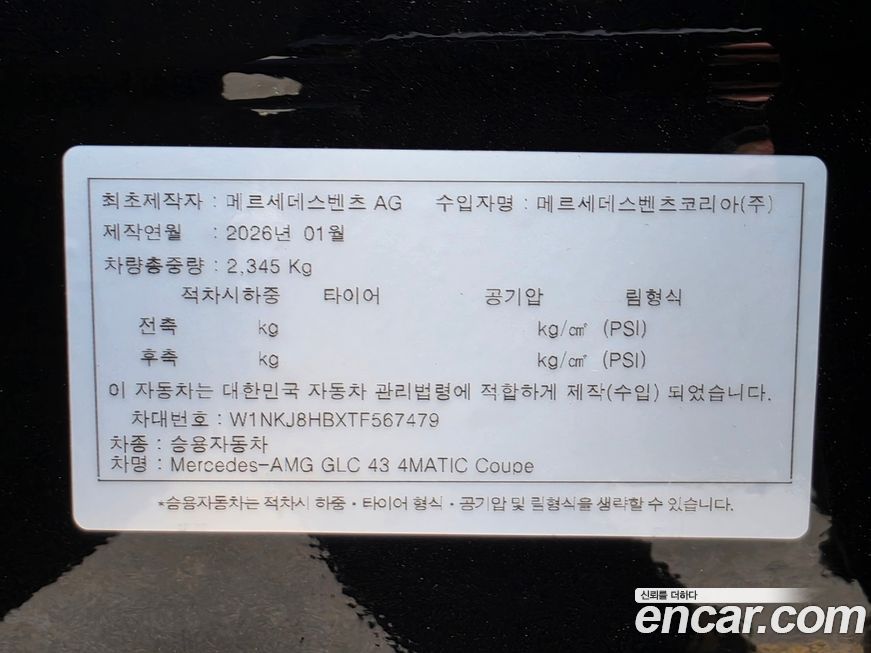 최초제작자 : 메르세데스벤츠 AG 수입자명 : 메르세데스벤츠코리아(주)
제작연월 : 2026년 01월
차량총중량 : 2,345 Kg
적차시하중 타이어 공기압 림형식
전축 kg kg/㎠ (PSI)
후축 kg kg/㎠ (PSI)
이 자동차는 대한민국 자동차 관리법령에 적합하게 제작(수입) 되었습니다.
차대번호 : W1NKJ8HBXTF567479
차종 : 승용자동차
차명 : Mercedes-AMG GLC 43 4MATIC Coupe
*승용자동차는 적차시 하중 · 타이어 형식 · 공기압 및 림형식을 생략할 수 있습니다.
신뢰를 더하다
encar.com